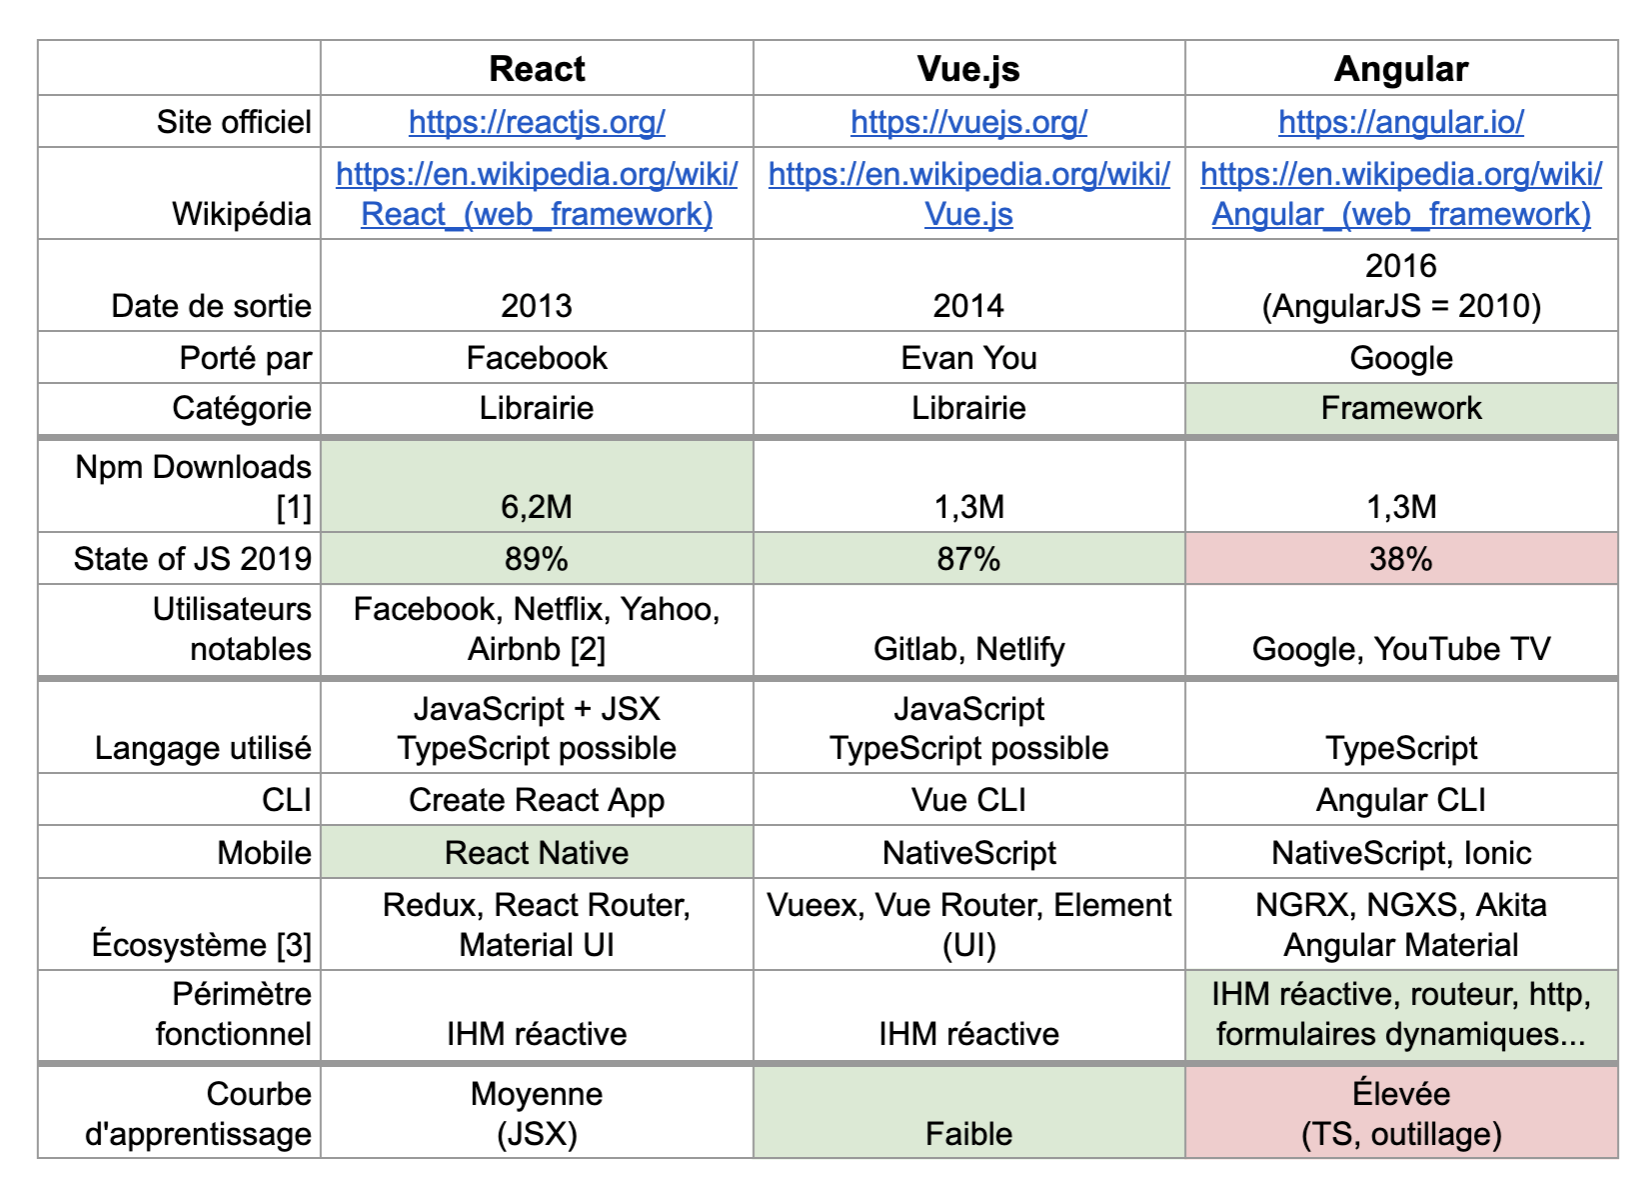 React Vue.js Angular
Site officiel https://reactjs.org/ https://vuejs.org/ https://angular.io/
https://en.wikipedia.org/wiki/ https://en.wikipedia.org/wiki/ https://en.wikipedia.org/wiki/
Wikipédia React_(web_framework) Vue.js Angular_(web_framework)
2016
Date de sortie 2013 2014 (AngularJS = 2010)
Porté par Facebook Evan You Google
Catégorie Librairie Librairie Framework
Npm Downloads
[1] 6,2M 1,3M 1,3M
State of JS 2019 89% 87% 38%
Utilisateurs Facebook, Netflix, Yahoo,
notables Airbnb [2] Gitlab, Netlify Google, YouTube TV
JavaScript + JSX JavaScript
Langage utilisé TypeScript possible TypeScript possible TypeScript
CLI Create React App Vue CLI Angular CLI
Mobile React Native NativeScript NativeScript, Ionic
Redux, React Router, Vueex, Vue Router, Element NGRX, NGXS, Akita
Écosystème [3] Material UI (UI) Angular Material
Périmètre IHM réactive, routeur, http,
fonctionnel IHM réactive IHM réactive formulaires dynamiques...
Courbe Moyenne Élevée
d'apprentissage (JSX) Faible (TS, outillage)